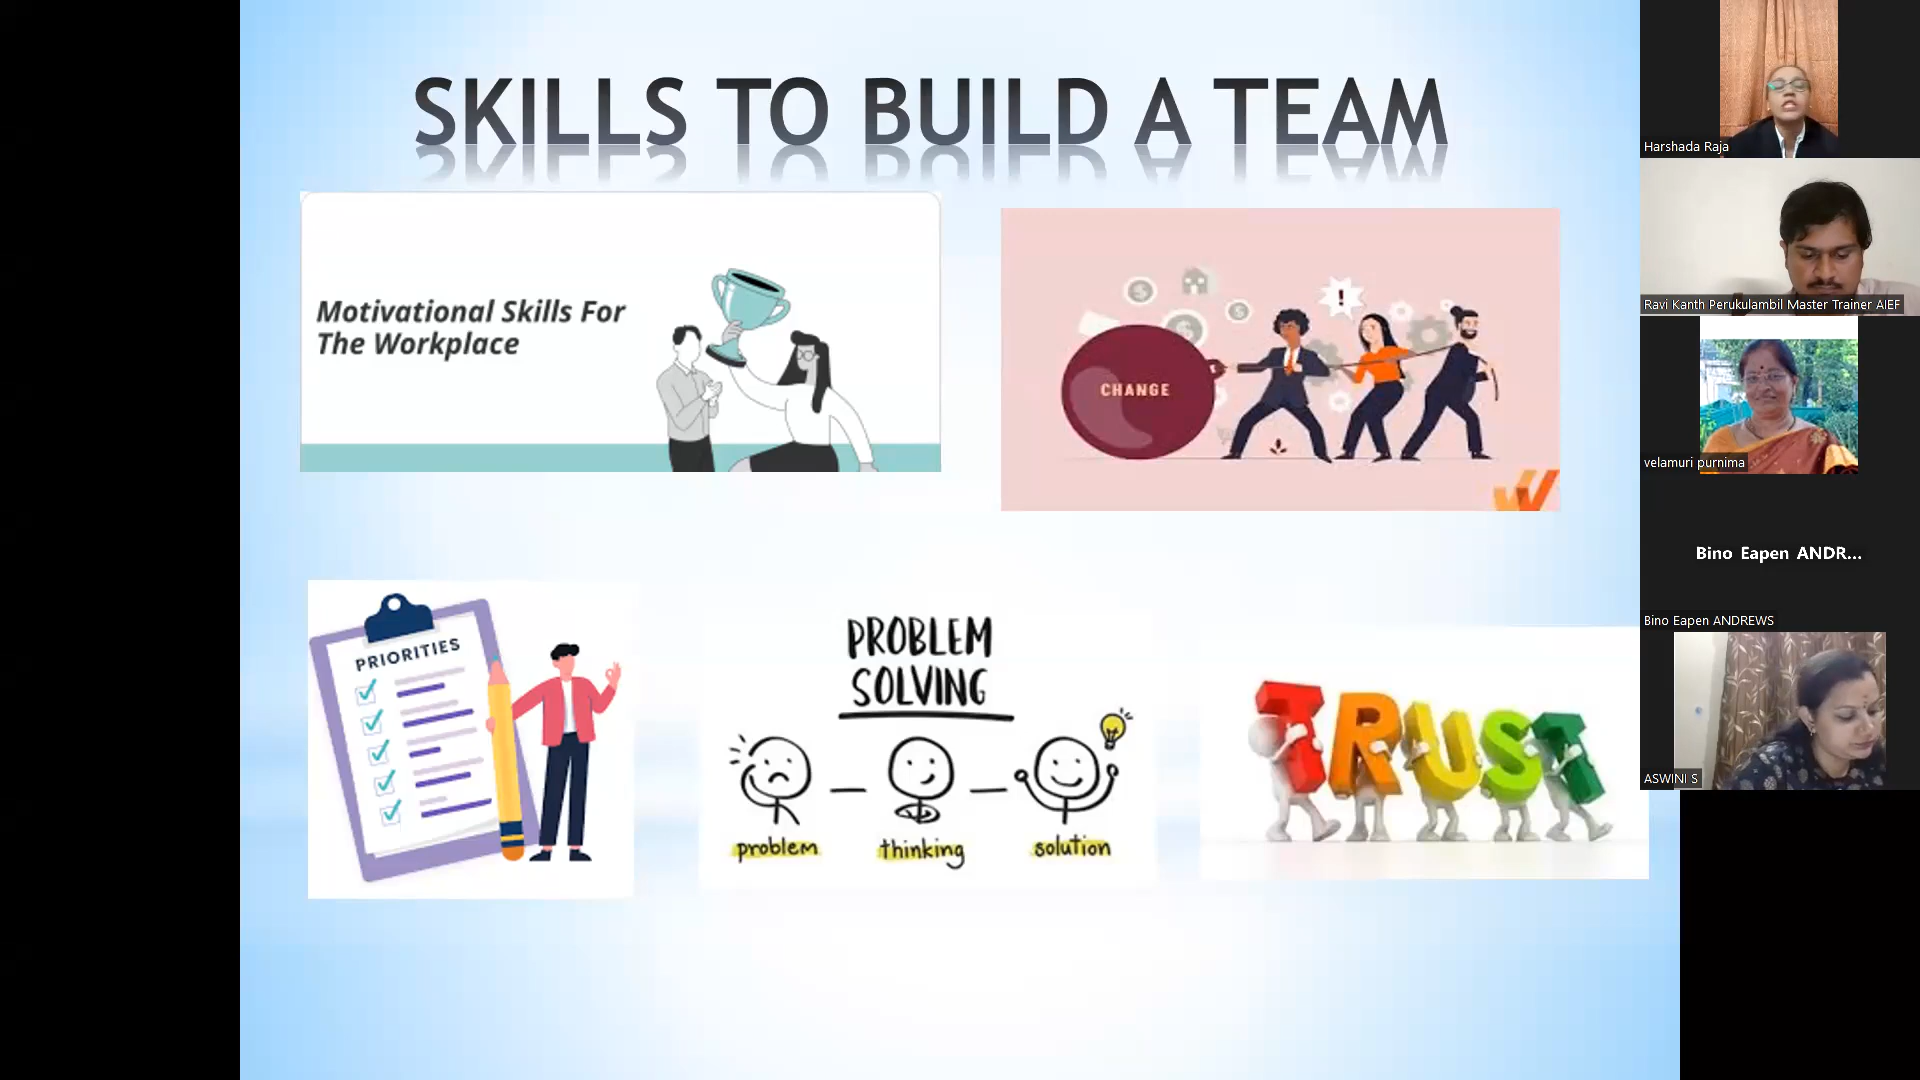 SKILLS TO BUILD A TEAM
Motivational Skills For
The Workplace
CHANGE
!
$
$
$
PRIORITIES
PROBLEM
SOLVING
problem
thinking
solution
TRUST
Harshada Raja
Ravi Kanth Perukulambil Master Trainer AIEF
velamuri purnima
Bino Eapen ANDR...
Bino Eapen ANDREWS
ASWINI S